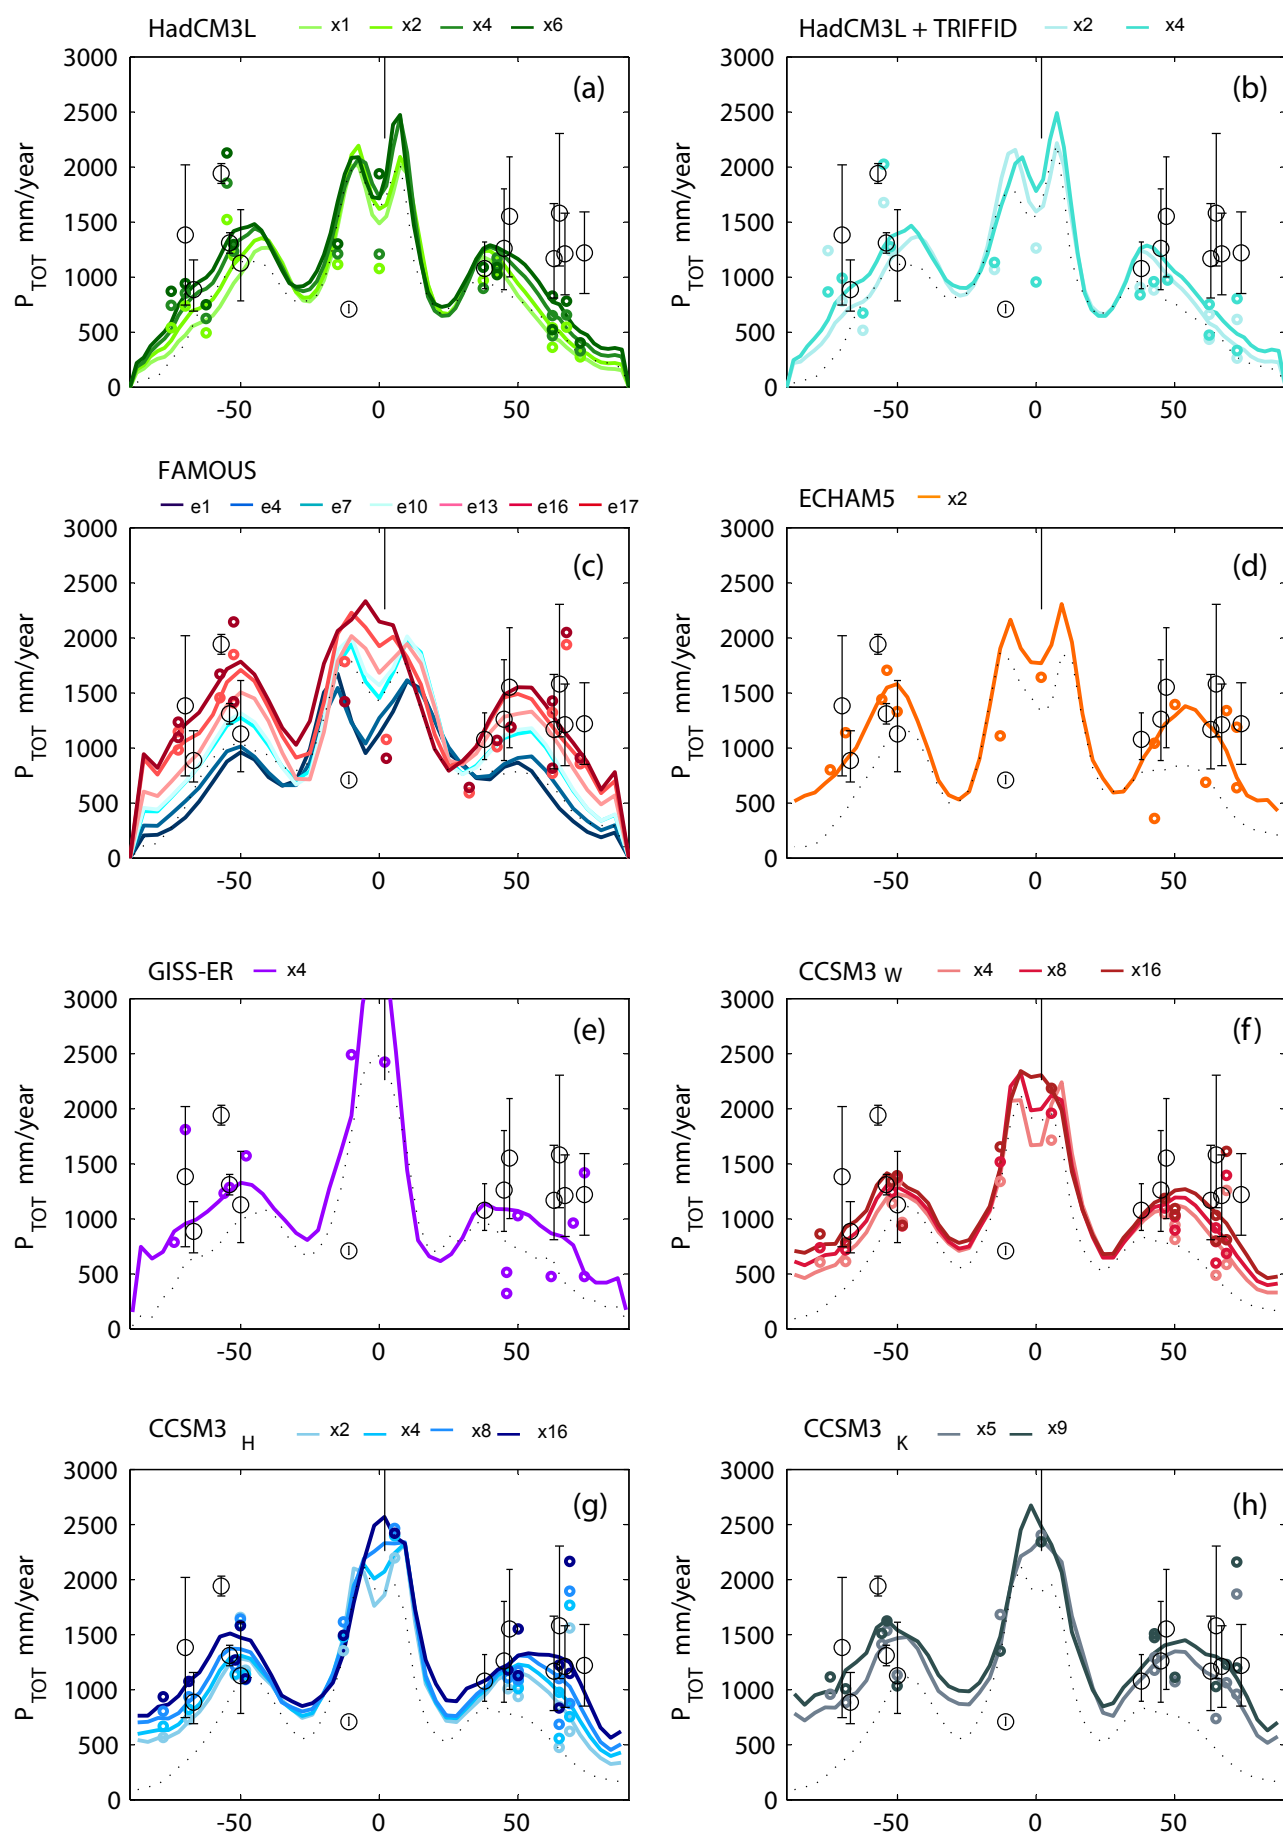 HadCM3L x1 x2 x4 x6
HadCM3L + TRIFFID x2 x4
(a)
3000
2500
2000
1500
1000
500
0
-50 0 50
P_TOT mm/year
(b)
3000
2500
2000
1500
1000
500
0
-50 0 50
P_TOT mm/year
FAMOUS
e1 e4 e7 e10 e13 e16 e17
ECHAM5 x2
(c)
3000
2500
2000
1500
1000
500
0
-50 0 50
P_TOT mm/year
(d)
3000
2500
2000
1500
1000
500
0
-50 0 50
P_TOT mm/year
GISS-ER x4
CCSM3 W x4 x8 x16
(e)
3000
2500
2000
1500
1000
500
0
-50 0 50
P_TOT mm/year
(f)
3000
2500
2000
1500
1000
500
0
-50 0 50
P_TOT mm/year
CCSM3 H x2 x4 x8 x16
CCSM3 K x5 x9
(g)
3000
2500
2000
1500
1000
500
0
-50 0 50
P_TOT mm/year
(h)
3000
2500
2000
1500
1000
500
0
-50 0 50
P_TOT mm/year